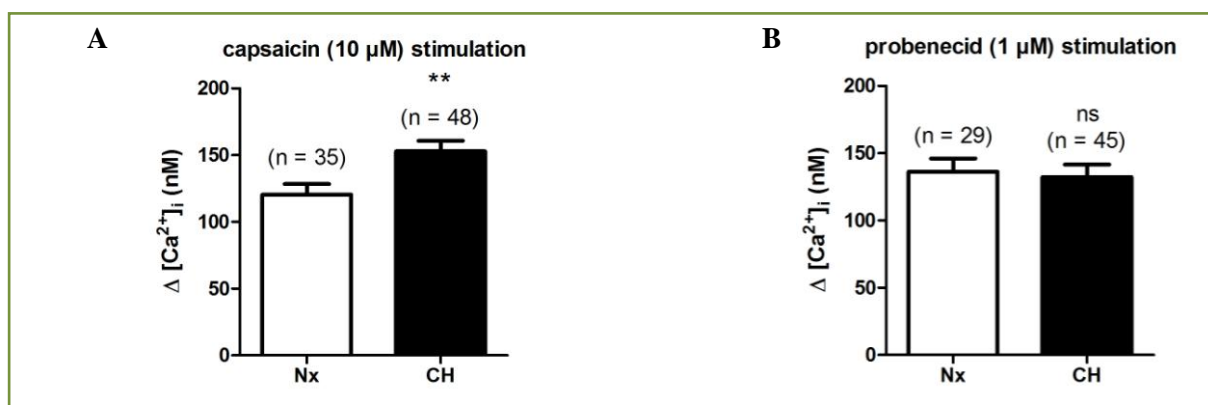 A
capsaicin (10 µM) stimulation
**
(n = 48)
(n = 35)
200
150
100
50
0
Δ [Ca²⁺]ᵢ (nM)
Nx
CH
B
probenecid (1 µM) stimulation
ns
(n = 29)
(n = 45)
200
150
100
50
0
Δ [Ca²⁺]ᵢ (nM)
Nx
CH